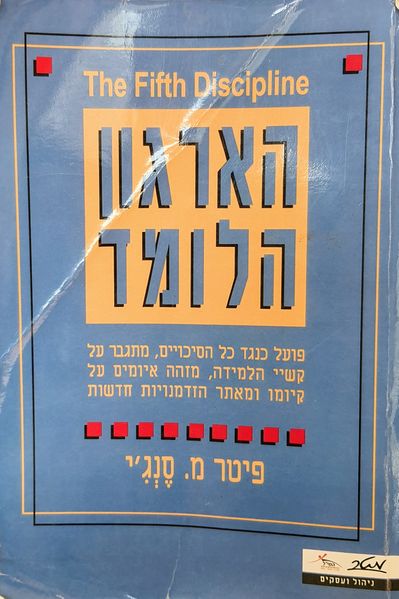 The Fifth Discipline
הארגון
הלומד
פועל כנגד כל הסיכויים, מתגבר על
קשיי הלמידה, מזהה איומים על
קיומו ומאתר הזדמנויות חדשות
פיטר מ. סֶנְגִ'י
מטר
ניהול ועסקים